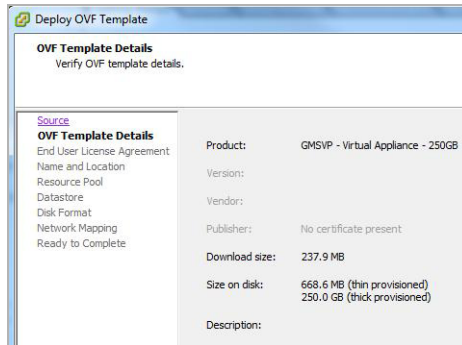 Deploy OVF Template
OVF Template Details
Verify OVF template details.
Source
OVF Template Details
End User License Agreement
Name and Location
Resource Pool
Datastore
Disk Format
Network Mapping
Ready to Complete
Product: GMSVP - Virtual Appliance - 250GB
Version:
Vendor:
Publisher: No certificate present
Download size: 237.9 MB
Size on disk: 668.6 MB (thin provisioned)
250.0 GB (thick provisioned)
Description: